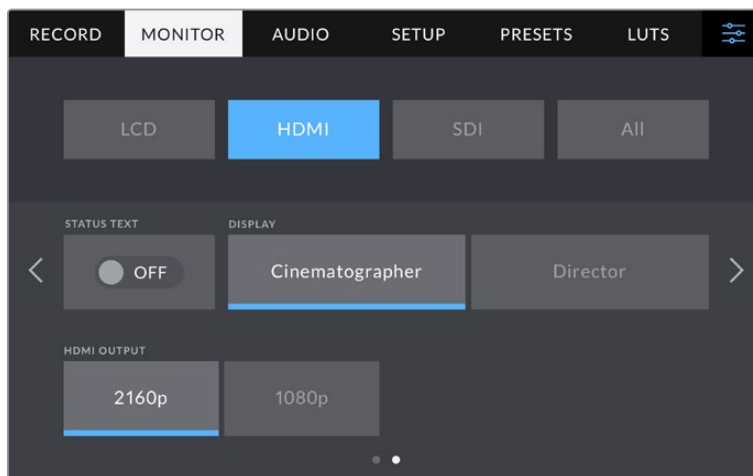 RECORD MONITOR AUDIO SETUP PRESETS LUTS
LCD HDMI SDI All
STATUS TEXT DISPLAY
OFF Cinematographer Director
HDMI OUTPUT
2160p 1080p